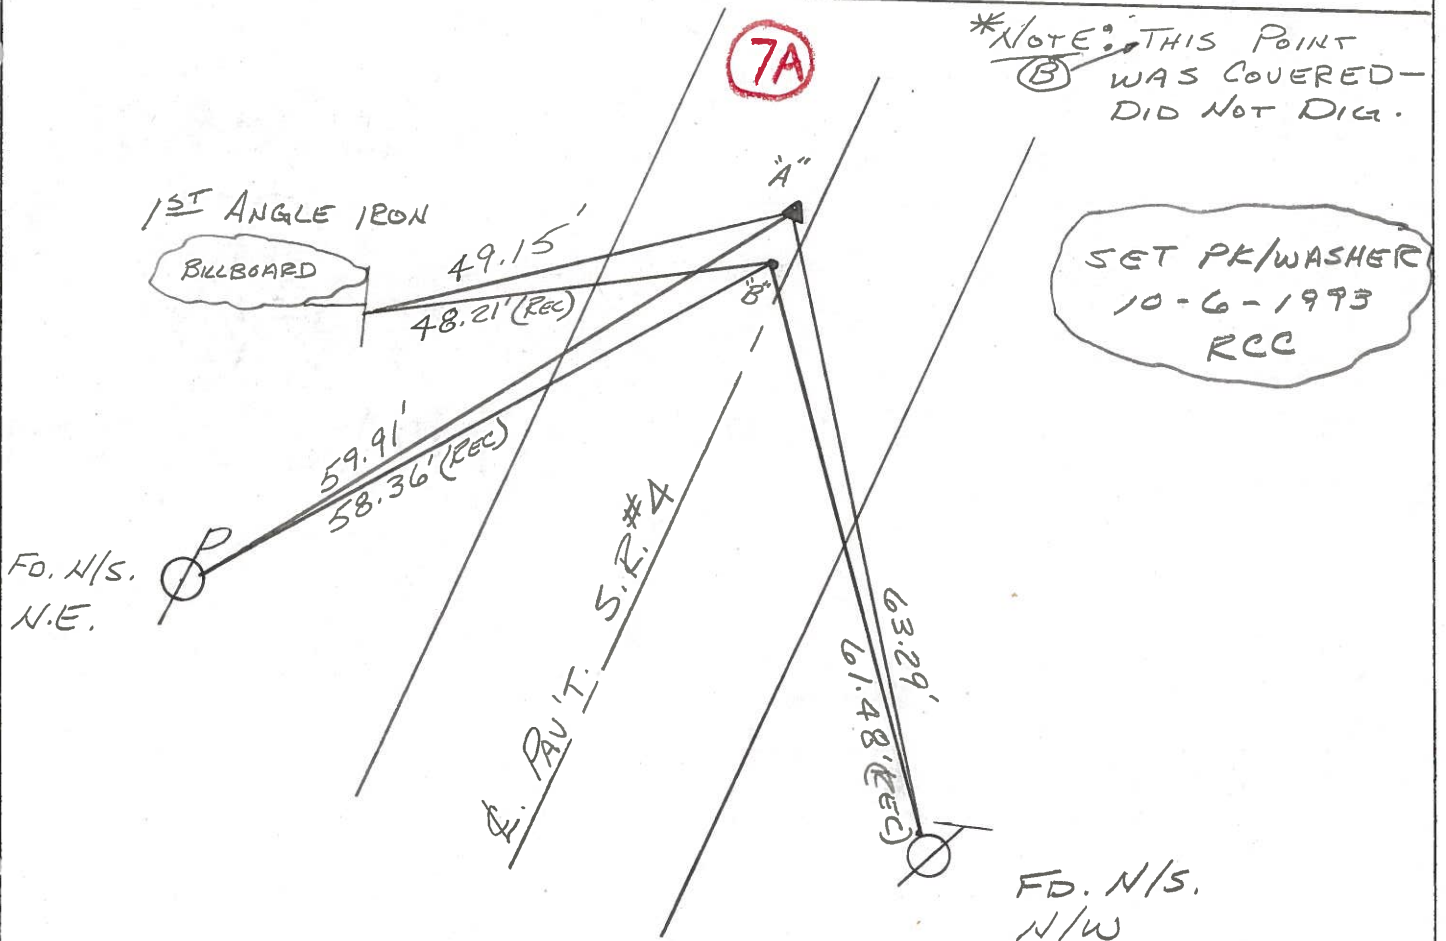 7A
*NOTE: THIS POINT
(B) WAS COVERED-
DID NOT DIG.
"A"
1ST ANGLE IRON
BILLBOARD
49.15'
48.21' (REC)
"B"
SET PK/WASHER
10-6-1993
RCC
59.91'
58.36' (REC)
P
FD. N/S.
N.E.
℄ PAV'T. S.R. #4
63.29'
61.48' (REC)
FD. N/S.
N/W